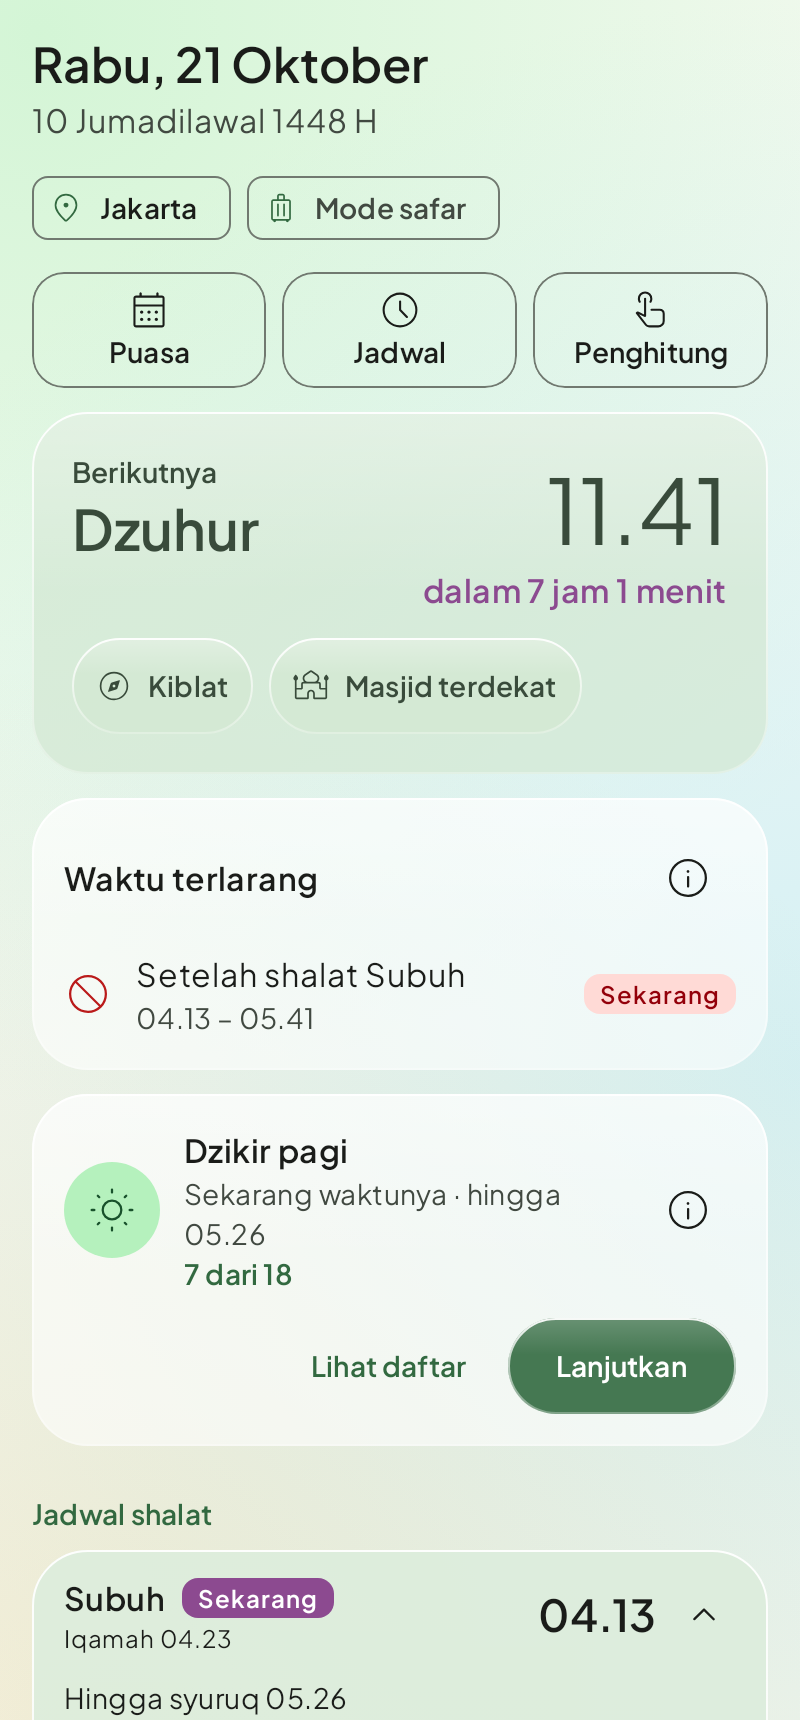 Rabu, 21 Oktober
10 Jumadilawal 1448 H
Jakarta
Mode safar
Puasa
Jadwal
Penghitung
Berikutnya
Dzuhur
11.41
dalam 7 jam 1 menit
Kiblat
Masjid terdekat
Waktu terlarang
Setelah shalat Subuh
04.13 – 05.41
Sekarang
Dzikir pagi
Sekarang waktunya · hingga
05.26
7 dari 18
Lihat daftar
Lanjutkan
Jadwal shalat
Subuh
Sekarang
04.13
Iqamah 04.23
Hingga syuruq 05.26